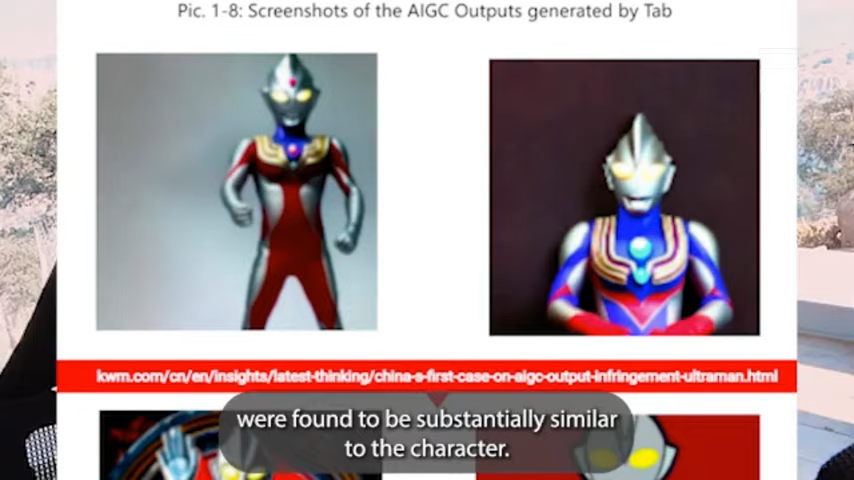 Pic. 1-8: Screenshots of the AIGC Outputs generated by Tab
kwm.com/cn/en/insights/latest-thinking/china-s-first-case-on-aigc-output-infringement-ultraman.html
were found to be substantially similar
to the character.